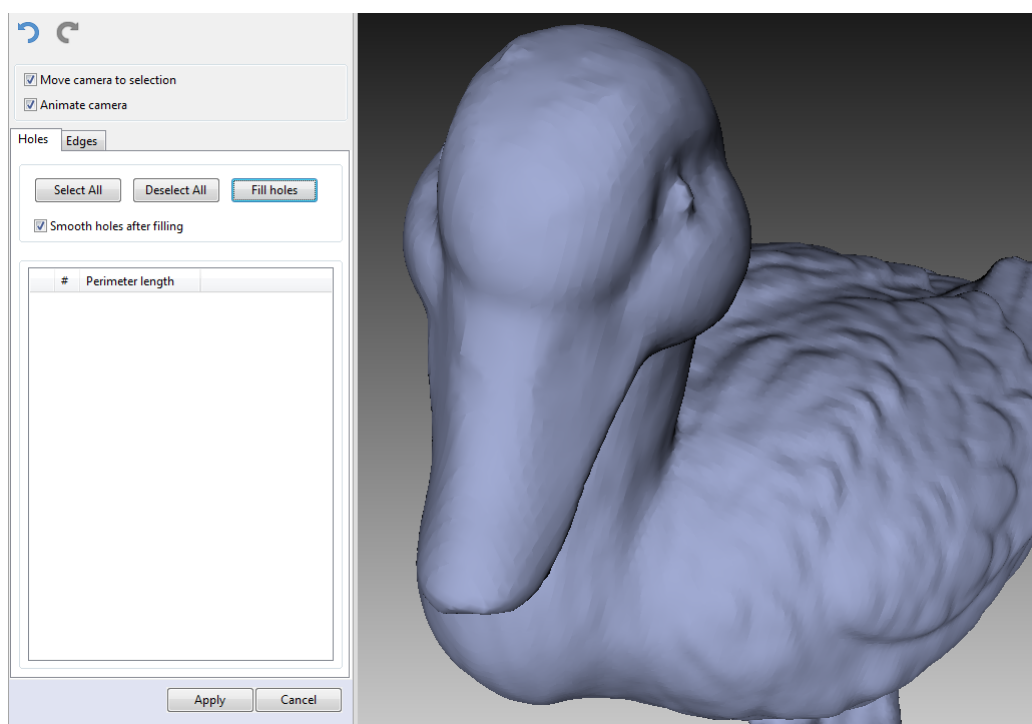 Move camera to selection
Animate camera
Holes Edges
Select All Deselect All Fill holes
Smooth holes after filling
# Perimeter length
Apply Cancel